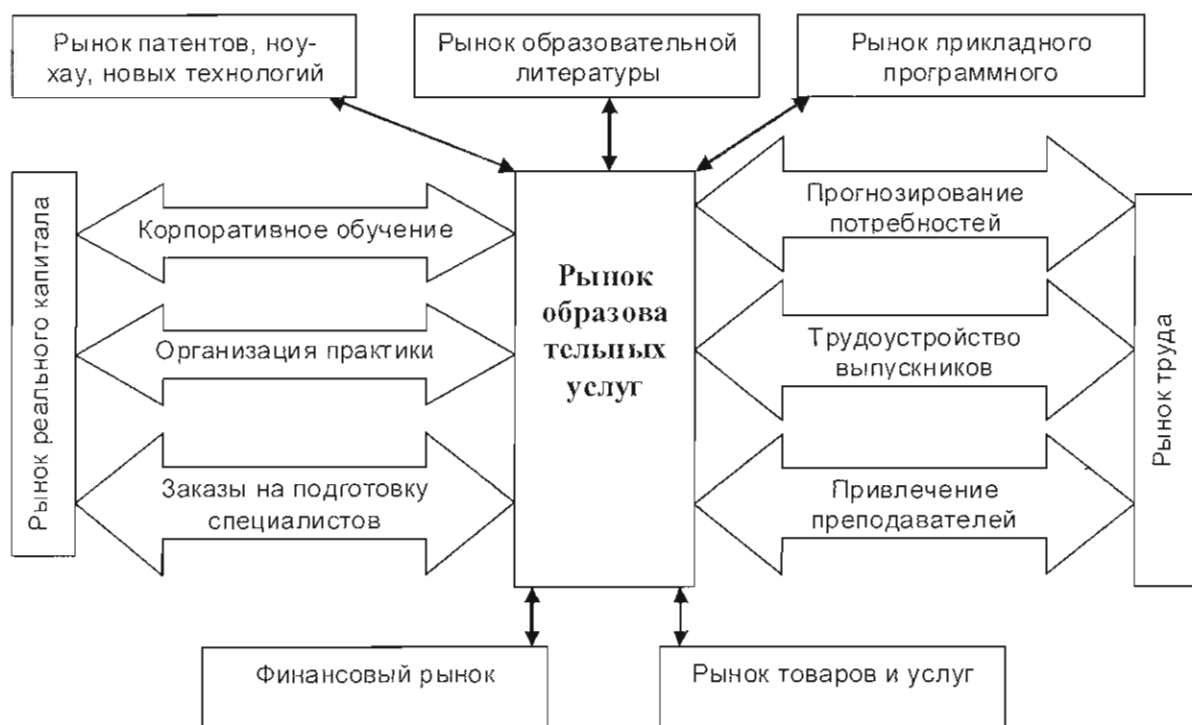 Рынок патентов, ноу-
хау, новых технологий
Рынок образовательной
литературы
Рынок прикладного
программного
Рынок реального капитала
Корпоративное обучение
Организация практики
Заказы на подготовку
специалистов
Рынок
образова
тельных
услуг
Прогнозирование
потребностей
Трудоустройство
выпускников
Привлечение
преподавателей
Рынок труда
Финансовый рынок
Рынок товаров и услуг